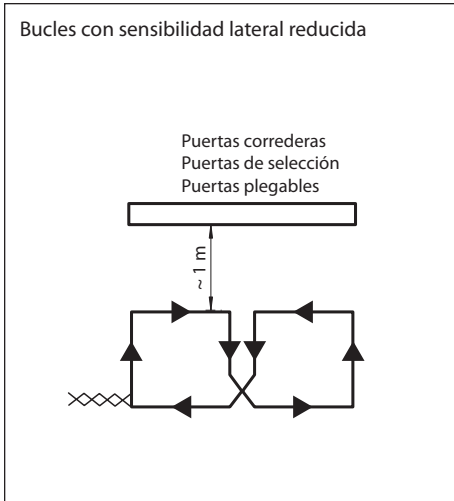 Bucles con sensibilidad lateral reducida
Puertas correderas
Puertas de selección
Puertas plegables
~ 1 m